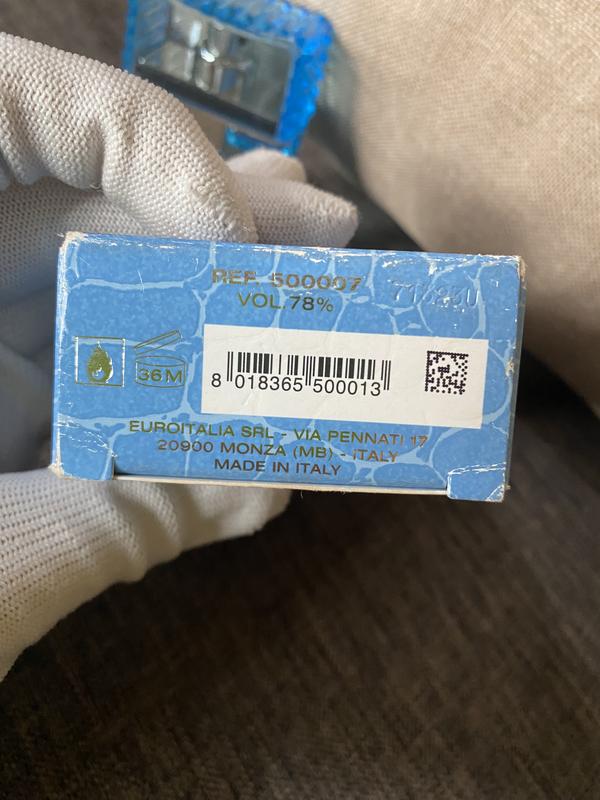 REF. 500007
VOL.78%
36M
8 018365 500013
EUROITALIA SRL - VIA PENNATI 17
20900 MONZA (MB) - ITALY
MADE IN ITALY